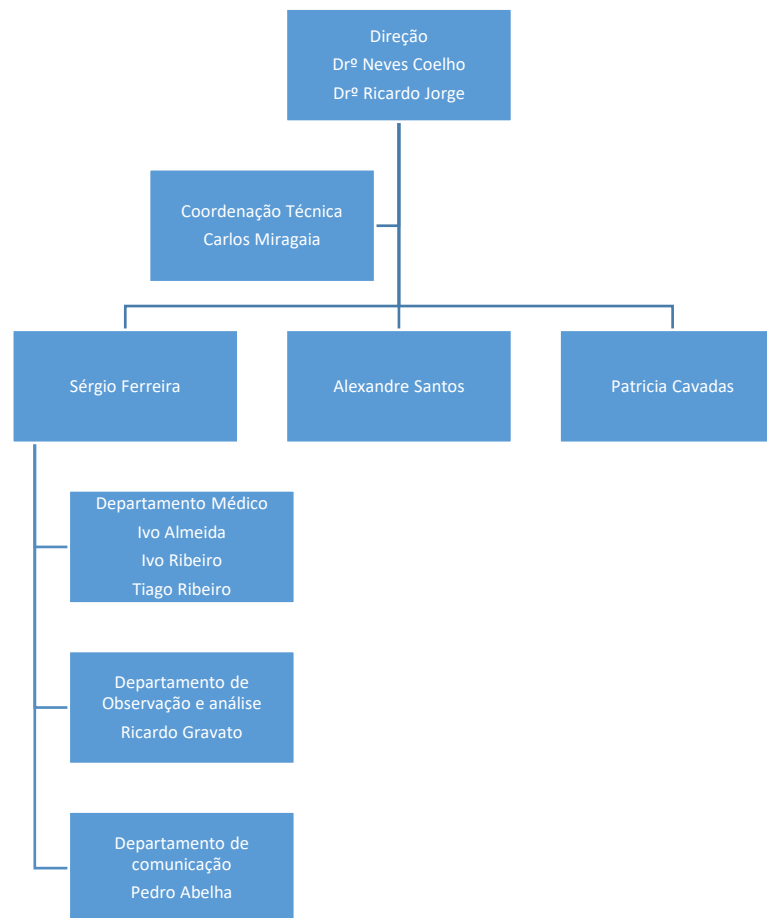 Direção
Drº Neves Coelho
Drº Ricardo Jorge
Coordenação Técnica
Carlos Miragaia
Sérgio Ferreira
Alexandre Santos
Patricia Cavadas
Departamento Médico
Ivo Almeida
Ivo Ribeiro
Tiago Ribeiro
Departamento de
Observação e análise
Ricardo Gravato
Departamento de
comunicação
Pedro Abelha